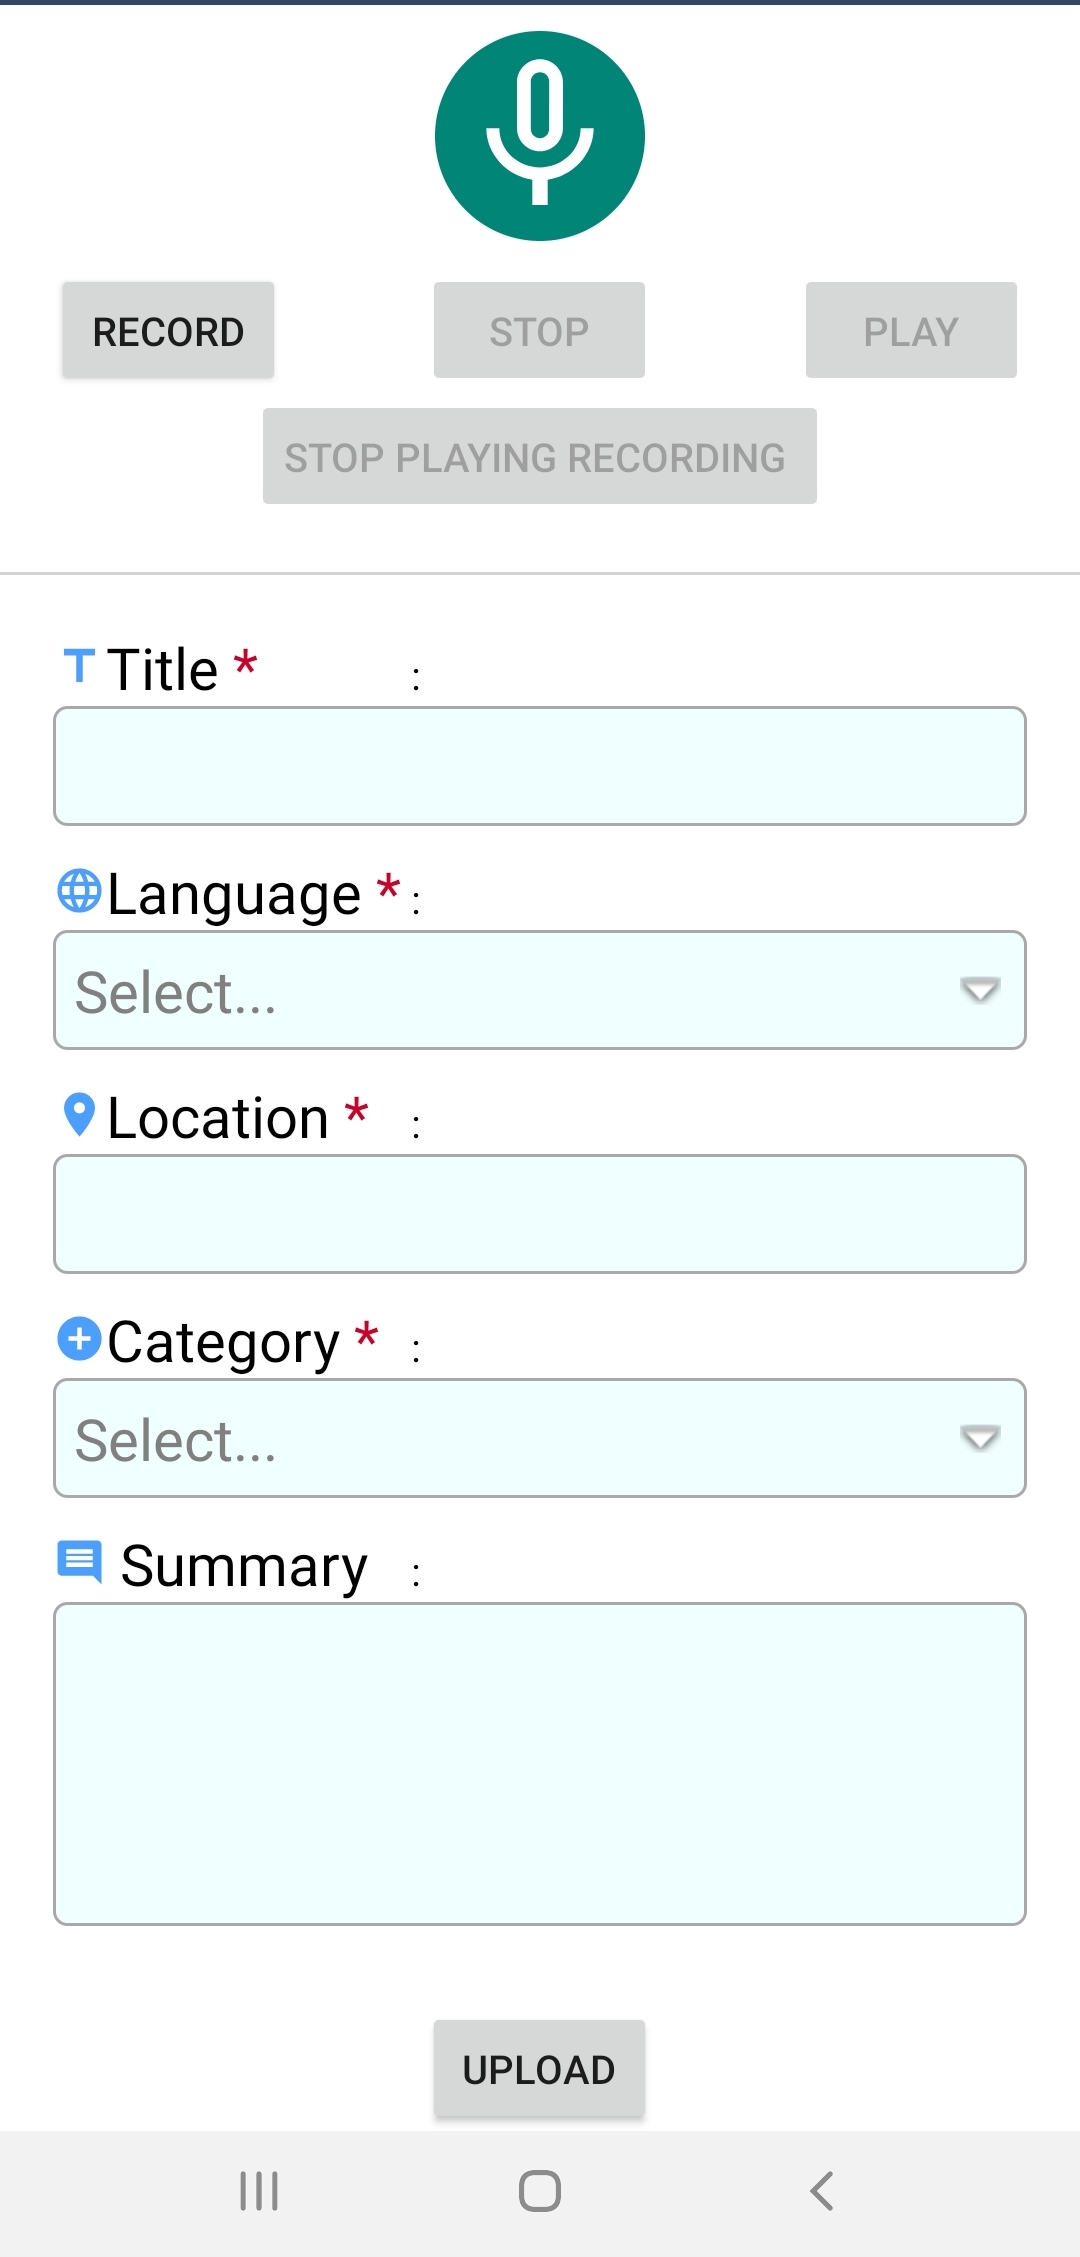 RECORD STOP PLAY
STOP PLAYING RECORDING
Title * :
Language * :
Select...
Location * :
Category * :
Select...
Summary :
UPLOAD